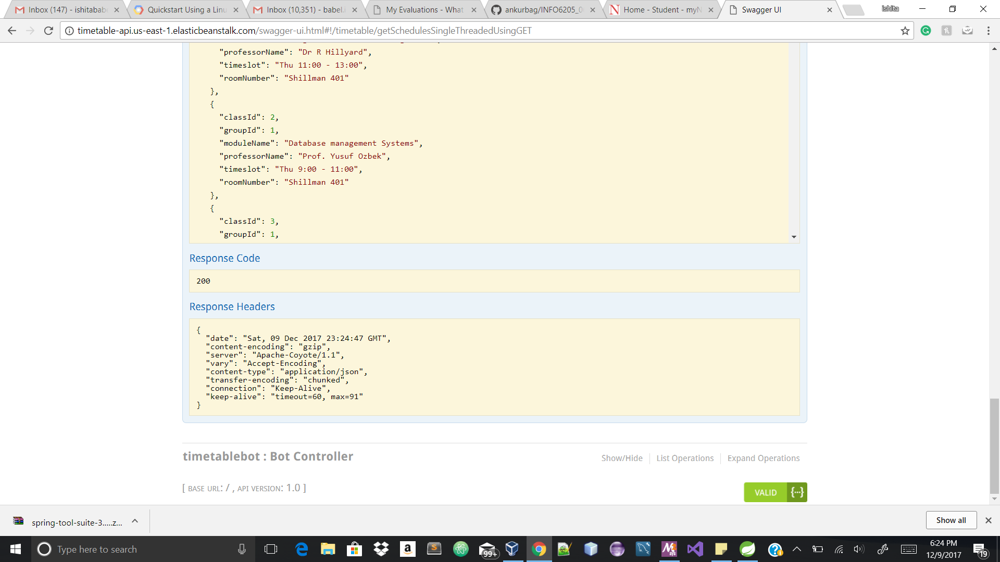 Inbox (147) - ishitabab
Quickstart Using a Linu
Inbox (10,351) - babel.i
My Evaluations - What
ankurbag/INFO6205_0
Home - Student - myN
Swagger UI
ishita
timetable-api.us-east-1.elasticbeanstalk.com/swagger-ui.html#!/timetable/getSchedulesSingleThreadedUsingGET
"professorName": "Dr R Hillyard",
"timeslot": "Thu 11:00 - 13:00",
"roomNumber": "Shillman 401"
},
{
"classId": 2,
"groupId": 1,
"moduleName": "Database management Systems",
"professorName": "Prof. Yusuf Ozbek",
"timeslot": "Thu 9:00 - 11:00",
"roomNumber": "Shillman 401"
},
{
"classId": 3,
"groupId": 1,
Response Code
200
Response Headers
{
"date": "Sat, 09 Dec 2017 23:24:47 GMT",
"content-encoding": "gzip",
"server": "Apache-Coyote/1.1",
"vary": "Accept-Encoding",
"content-type": "application/json",
"transfer-encoding": "chunked",
"connection": "Keep-Alive",
"keep-alive": "timeout=60, max=91"
}
timetablebot : Bot Controller
Show/Hide
List Operations
Expand Operations
[ BASE URL: / , API VERSION: 1.0 ]
VALID {...}
spring-tool-suite-3.....z...
Show all
Type here to search
99+
6:24 PM
12/9/2017
19